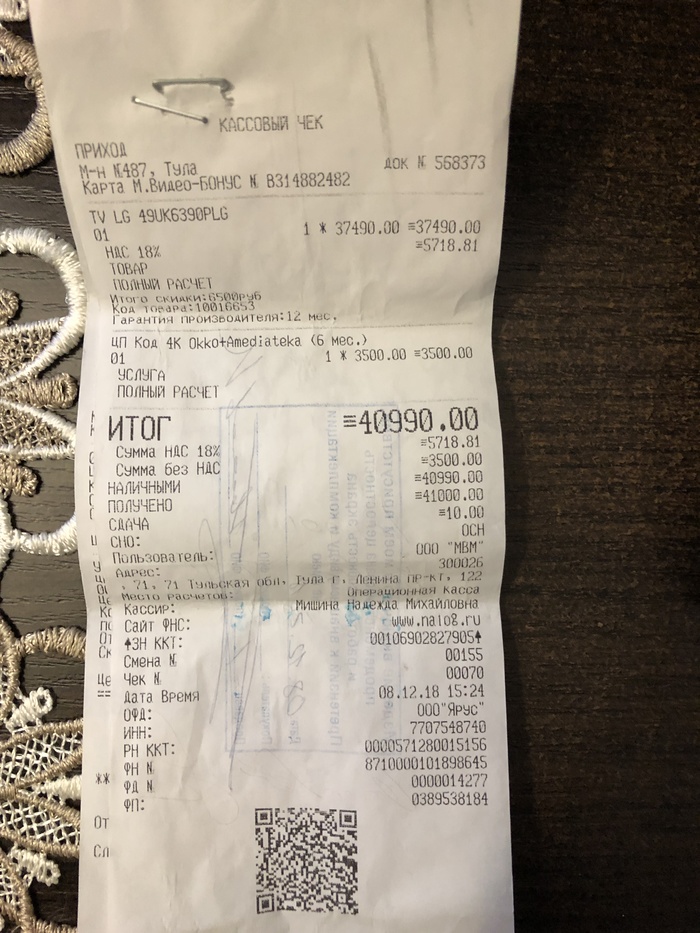 КАССОВЫЙ ЧЕК
ПРИХОД
М-н №487, Тула док № 568373
Карта М.Видео-БОНУС № В314882482
TV LG 49UK6390PLG
01 1 * 37490.00 ≡37490.00
НДС 18% ≡5718.81
ТОВАР
ПОЛНЫЙ РАСЧЕТ
Итого скидки:6500руб
Код товара:10016653
Гарантия производителя:12 мес.
ЦП Код 4K Okko+Amediateka (6 мес.)
01 1 * 3500.00 ≡3500.00
УСЛУГА
ПОЛНЫЙ РАСЧЕТ
ИТОГ ≡40990.00
Сумма НДС 18% ≡5718.81
Сумма без НДС ≡3500.00
НАЛИЧНЫМИ ≡40990.00
ПОЛУЧЕНО ≡41000.00
СДАЧА ≡10.00
СНО: ОСН
Пользователь: ООО "МВМ"
Адрес: 300026
, 71, 71 Тульская обл, Тула г, Ленина пр-кт, 122
Место расчетов: Операционная Касса
Кассир: Мишина Надежда Михайловна
Сайт ФНС: www.nalog.ru
↑ЗН ККТ: 00106902827905↑
Смена № 00155
Чек № 00070
Дата Время 08.12.18 15:24
ОФД: ООО"Ярус"
ИНН: 7707548740
РН ККТ: 0000571280015156
ФН № 8710000101898645
ФД № 0000014277
ФП: 0389538184